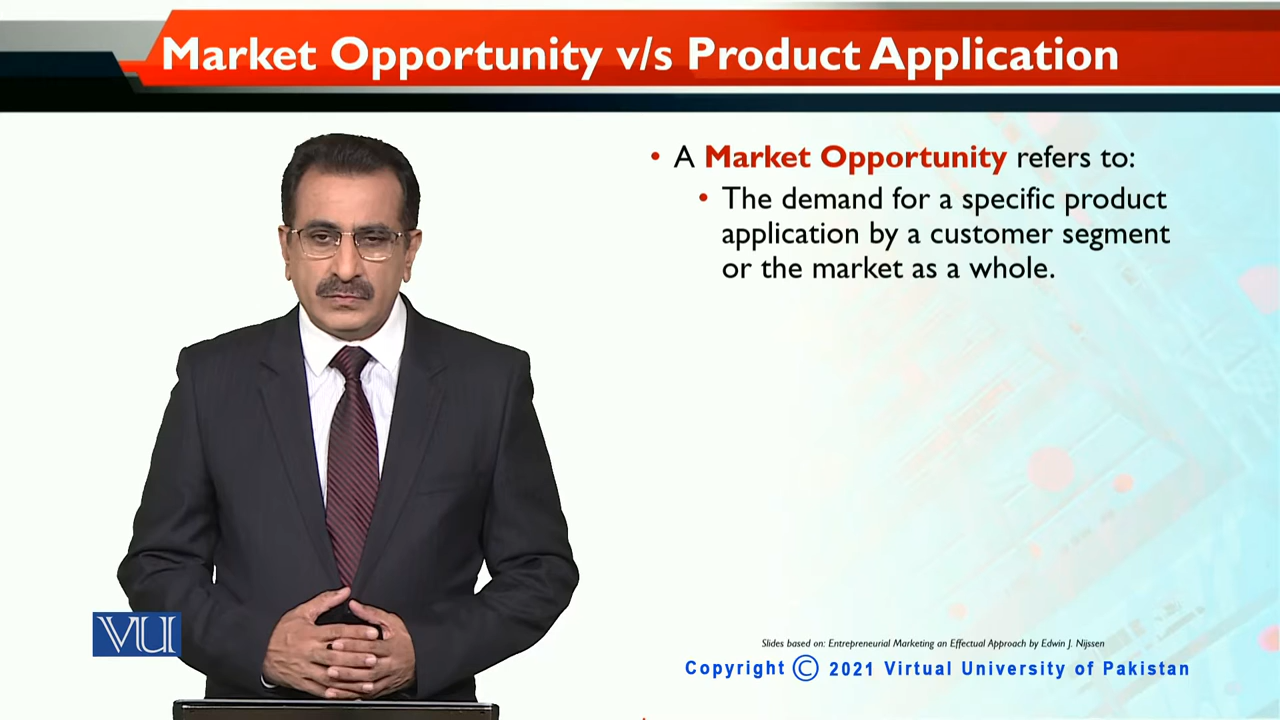 Market Opportunity v/s Product Application
• A Market Opportunity refers to:
• The demand for a specific product
application by a customer segment
or the market as a whole.
VU
Slides based on: Entrepreneurial Marketing an Effectual Approach by Edwin J. Nijssen
Copyright © 2021 Virtual University of Pakistan